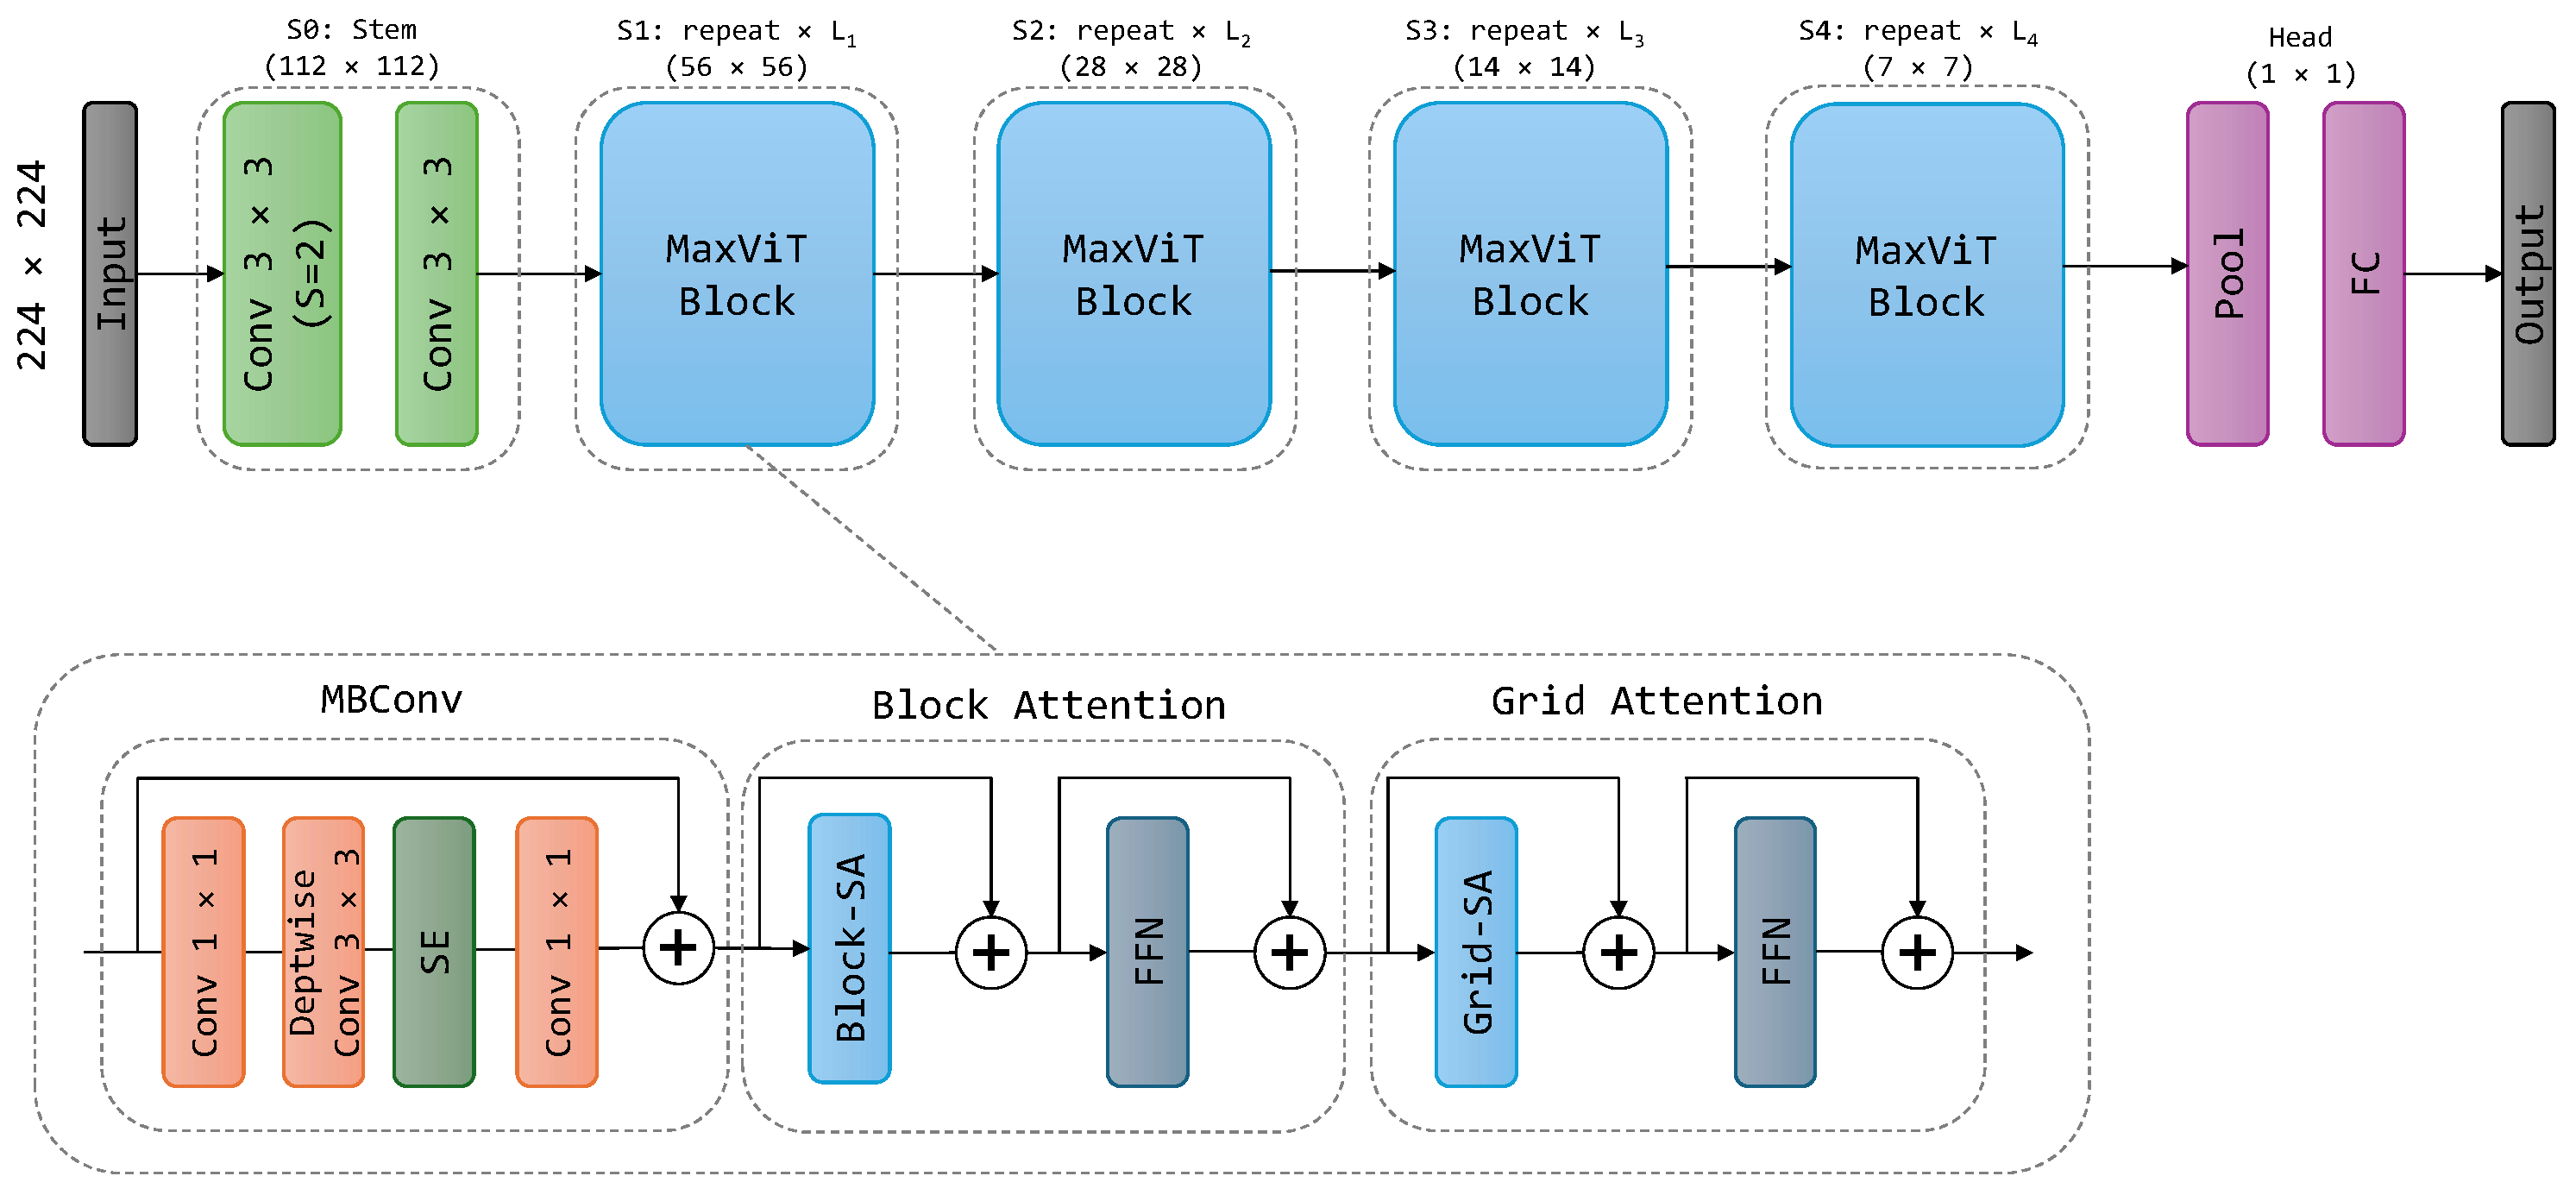 S0: Stem
(112 × 112)
S1: repeat × L1
(56 × 56)
S2: repeat × L2
(28 × 28)
S3: repeat × L3
(14 × 14)
S4: repeat × L4
(7 × 7)
Head
(1 × 1)
224 × 224
Input
Conv 3 × 3
(S=2)
Conv 3 × 3
MaxViT
Block
MaxViT
Block
MaxViT
Block
MaxViT
Block
Pool
FC
Output
MBConv
Block Attention
Grid Attention
Conv 1 × 1
Deptwise
Conv 3 × 3
SE
Conv 1 × 1
+
Block-SA
+
FFN
+
Grid-SA
+
FFN
+